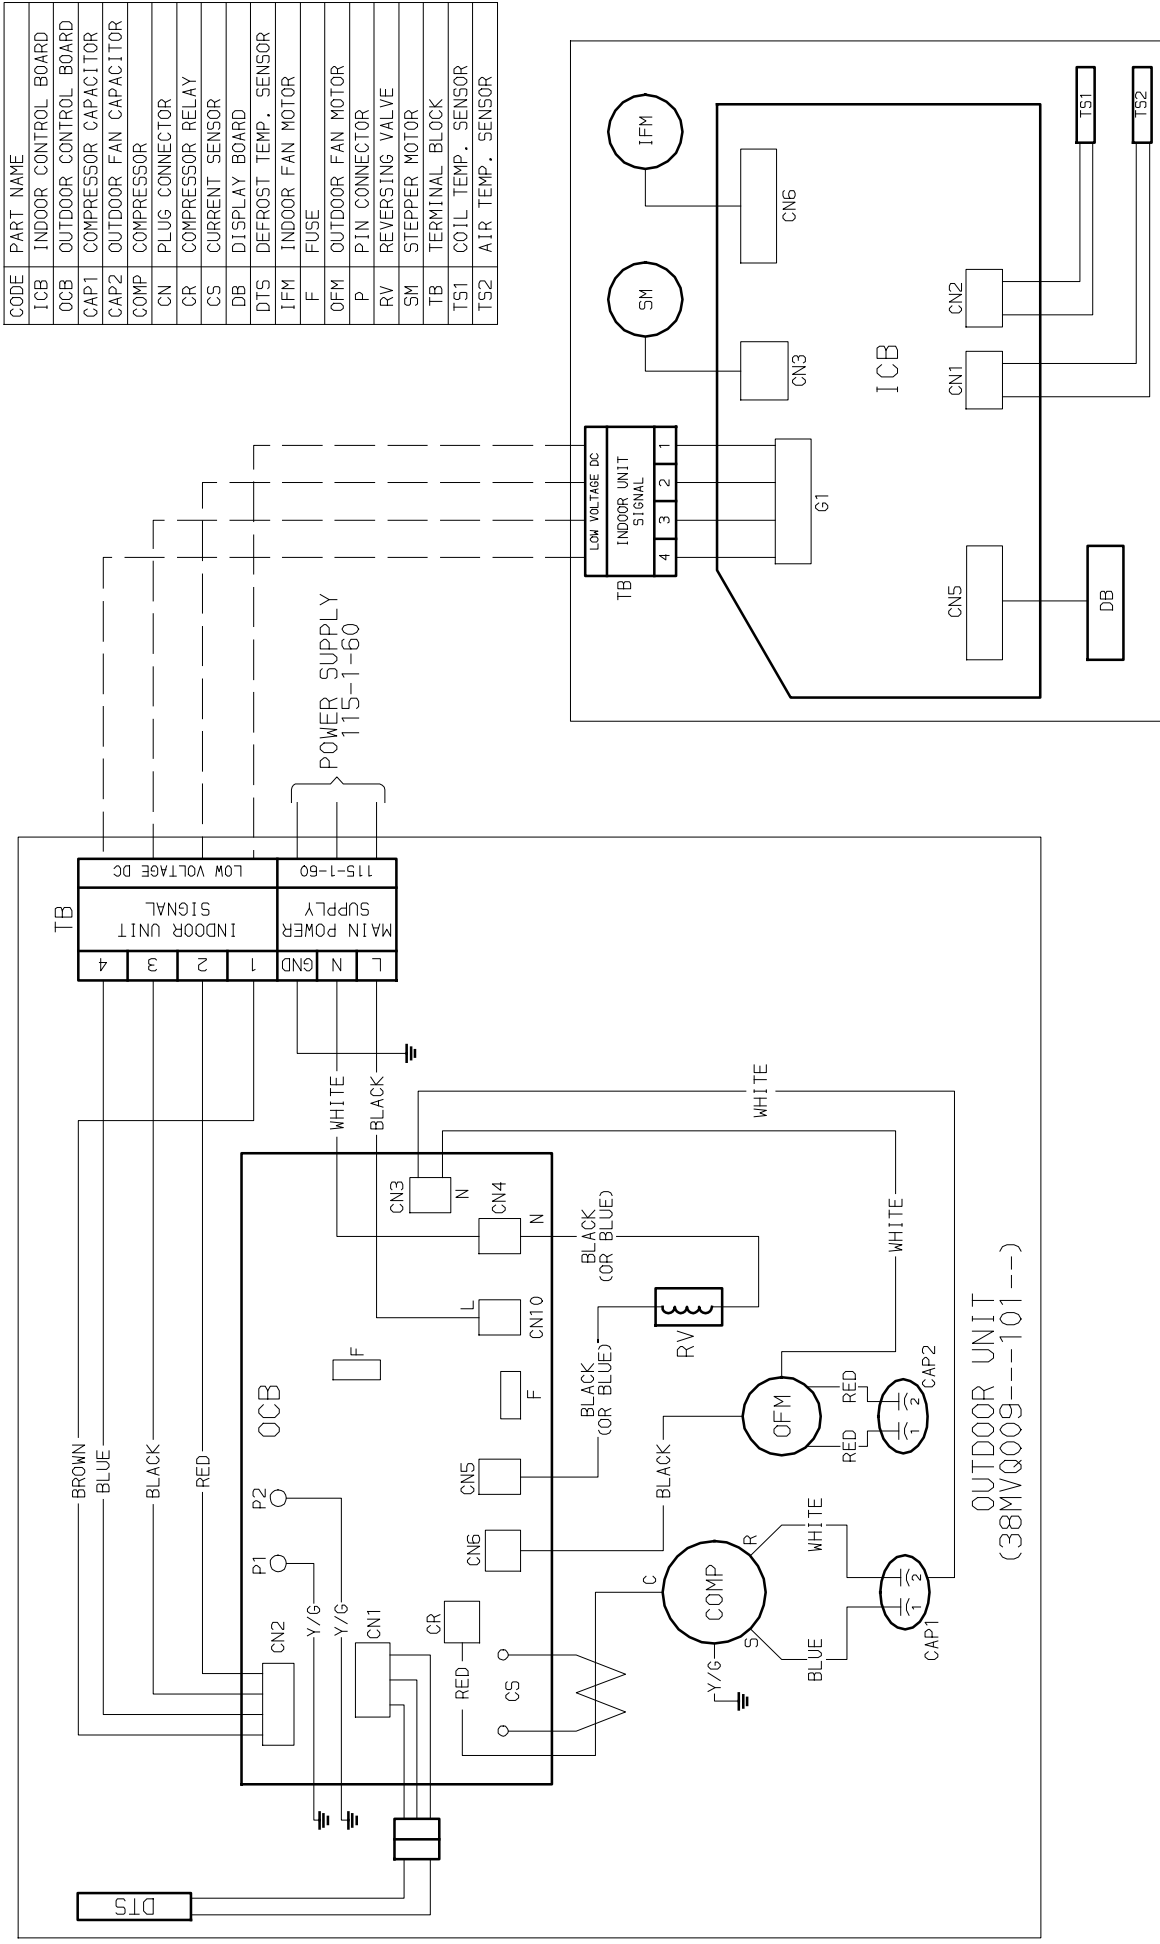 CODE PART NAME
ICB INDOOR CONTROL BOARD
OCB OUTDOOR CONTROL BOARD
CAP1 COMPRESSOR CAPACITOR
CAP2 OUTDOOR FAN CAPACITOR
COMP COMPRESSOR
CN PLUG CONNECTOR
CR COMPRESSOR RELAY
CS CURRENT SENSOR
DB DISPLAY BOARD
DTS DEFROST TEMP. SENSOR
IFM INDOOR FAN MOTOR
F FUSE
OFM OUTDOOR FAN MOTOR
P PIN CONNECTOR
RV REVERSING VALVE
SM STEPPER MOTOR
TB TERMINAL BLOCK
TS1 COIL TEMP. SENSOR
TS2 AIR TEMP. SENSOR
DTS
BROWN
BLUE
BLACK
RED
TB
4
3
2
1
GND
N
L
INDOOR UNIT
SIGNAL
MAIN POWER
SUPPLY
LOW VOLTAGE DC
115-1-60
POWER SUPPLY
115-1-60
OCB
P1
P2
CN2
Y/G
Y/G
CN1
F
WHITE
BLACK
CR
RED
CS
CN6
CN5
F
L
CN10
CN3
N
CN4
N
BLACK
(OR BLUE)
BLACK
(OR BLUE)
RV
BLACK
WHITE
WHITE
C
COMP
S
R
Y/G
BLUE
WHITE
1
2
CAP1
OFM
RED
RED
1
2
CAP2
OUTDOOR UNIT
(38MVQ009---101--)
LOW VOLTAGE DC
INDOOR UNIT
SIGNAL
TB
4
3
2
1
G1
SM
IFM
CN3
CN6
ICB
CN5
CN1
CN2
DB
TS1
TS2